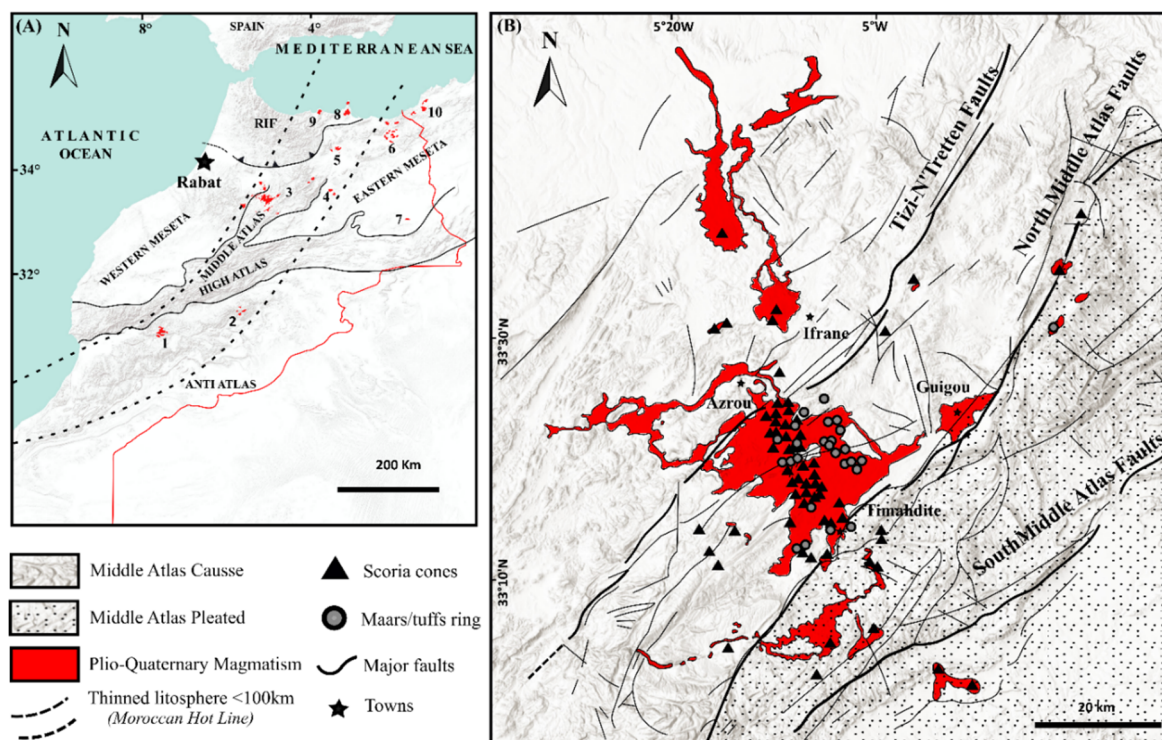 (A)
SPAIN
8°
4°
N
MEDITERRANEAN SEA
ATLANTIC
OCEAN
RIF
9
8
10
6
5
34°
Rabat
3
4
EASTERN MESETA
7
WESTERN MESETA
MIDDLE ATLAS
HIGH ATLAS
32°
2
1
ANTI ATLAS
200 Km
(B)
5°20
5°W
N
Tizi-N'Tretten Faults
North Middle Atlas Faults
Ifrane
33°30
Azrou
Guigou
Timahdite
SouthMiddle Atlas Faults
33°10
20 km
Middle Atlas Causse
Middle Atlas Pleated
Plio-Quaternary Magmatism
Thinned litosphere <100km
(Moroccan Hot Line)
Scoria cones
Maars/tuffs ring
Major faults
Towns